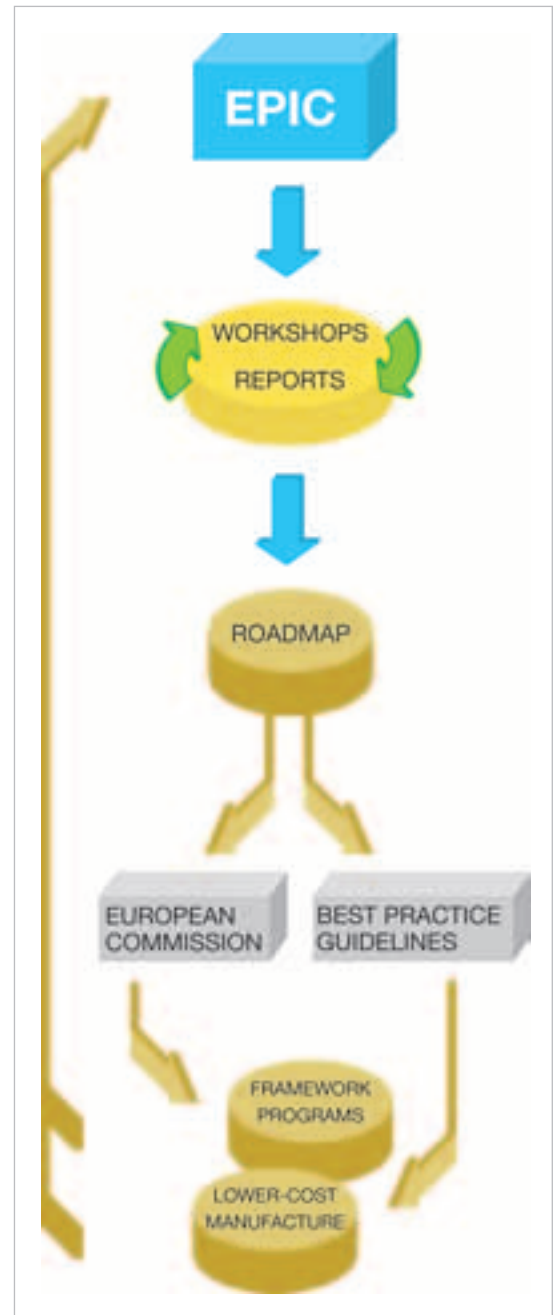 EPIC
WORKSHOPS
REPORTS
ROADMAP
EUROPEAN
COMMISSION
BEST PRACTICE
GUIDELINES
FRAMEWORK
PROGRAMS
LOWER-COST
MANUFACTURE